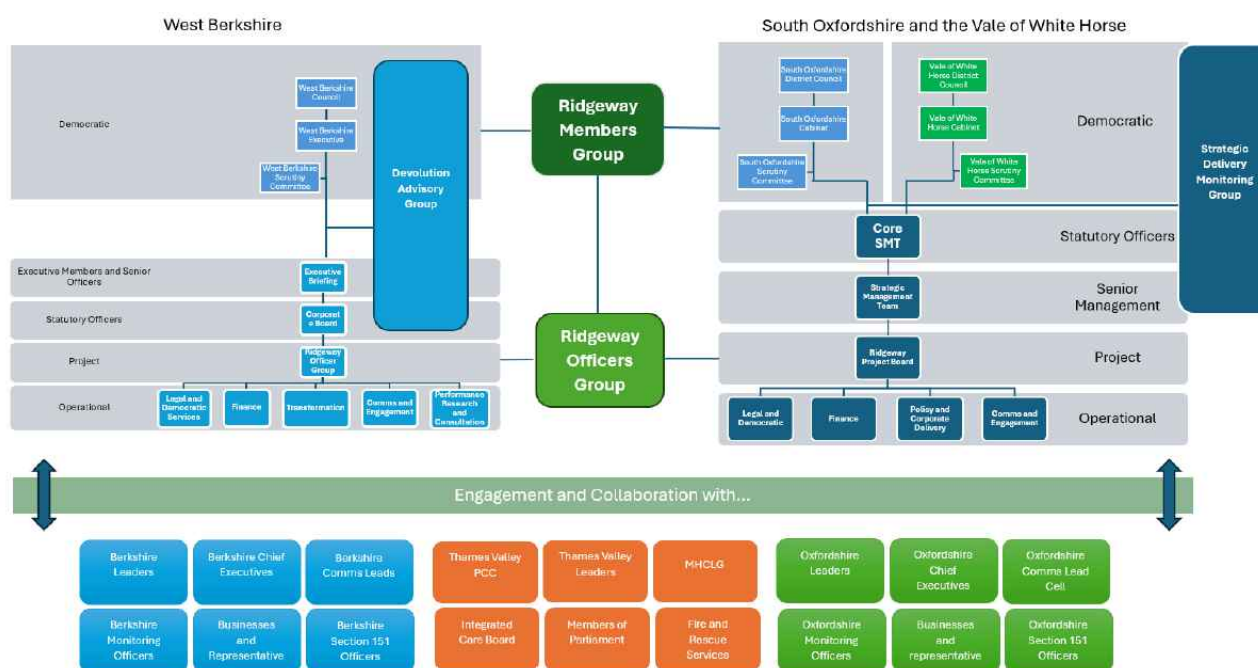 West Berkshire
South Oxfordshire and the Vale of White Horse
Democratic
West Berkshire
Council
West Berkshire
Executive
West Berkshire
Scrutiny
Committee
Devolution
Advisory
Group
Executive Members and Senior
Officers
Executive
Briefing
Statutory Officers
Corporat
e Board
Project
Ridgeway
Officer
Group
Operational
Legal and
Democratic
Services
Finance
Transformation
Comms and
Engagement
Performance
Research
and
Consultation
Ridgeway
Members
Group
Ridgeway
Officers
Group
South Oxfordshire
District Council
South Oxfordshire
Cabinet
South Oxfordshire
Scrutiny
Committee
Vale of White
Horse District
Council
Vale of White
Horse Cabinet
Vale of White
Horse Scrutiny
Committee
Democratic
Strategic
Delivery
Monitoring
Group
Core
SMT
Statutory Officers
Strategic
Management
Team
Senior
Management
Ridgeway
Project Board
Project
Legal and
Democratic
Finance
Policy and
Corporate
Delivery
Comms and
Engagement
Operational
Engagement and Collaboration with...
Berkshire
Leaders
Berkshire Chief
Executives
Berkshire
Comms Leads
Thames Valley
PCC
Thames Valley
Leaders
MHCLG
Oxfordshire
Leaders
Oxfordshire
Chief
Executives
Oxfordshire
Comms Lead
Cell
Berkshire
Monitoring
Officers
Businesses
and
Representative
Berkshire
Section 151
Officers
Integrated
Care Board
Members of
Parliament
Fire and
Rescue
Services
Oxfordshire
Monitoring
Officers
Businesses
and
representative
Oxfordshire
Section 151
Officers